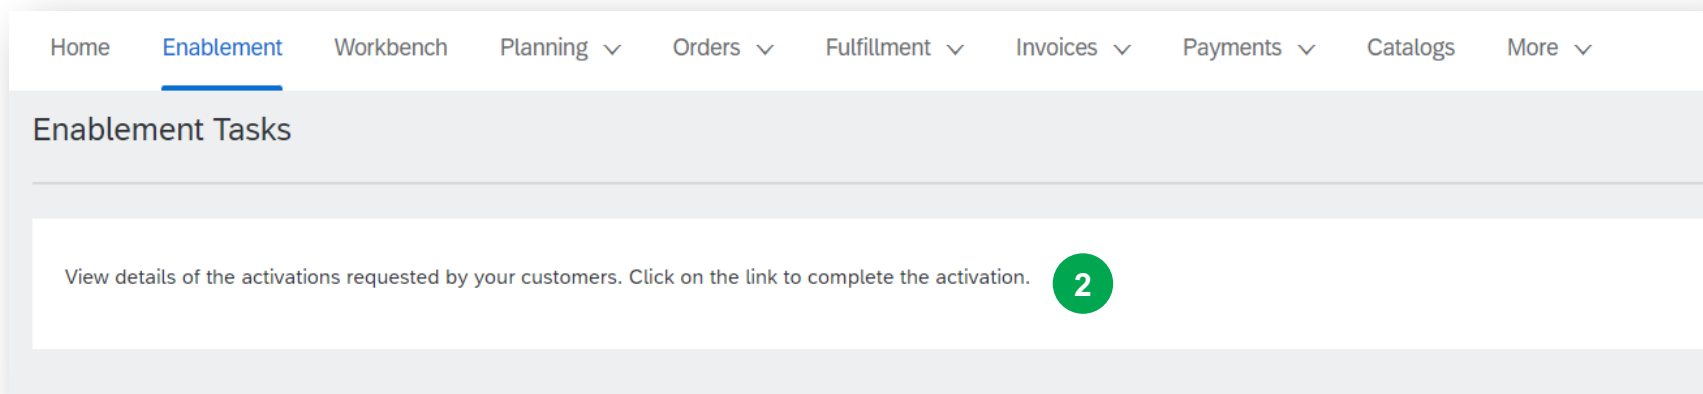 Home Enablement Workbench Planning Orders Fulfillment Invoices Payments Catalogs More
Enablement Tasks
View details of the activations requested by your customers. Click on the link to complete the activation. 2